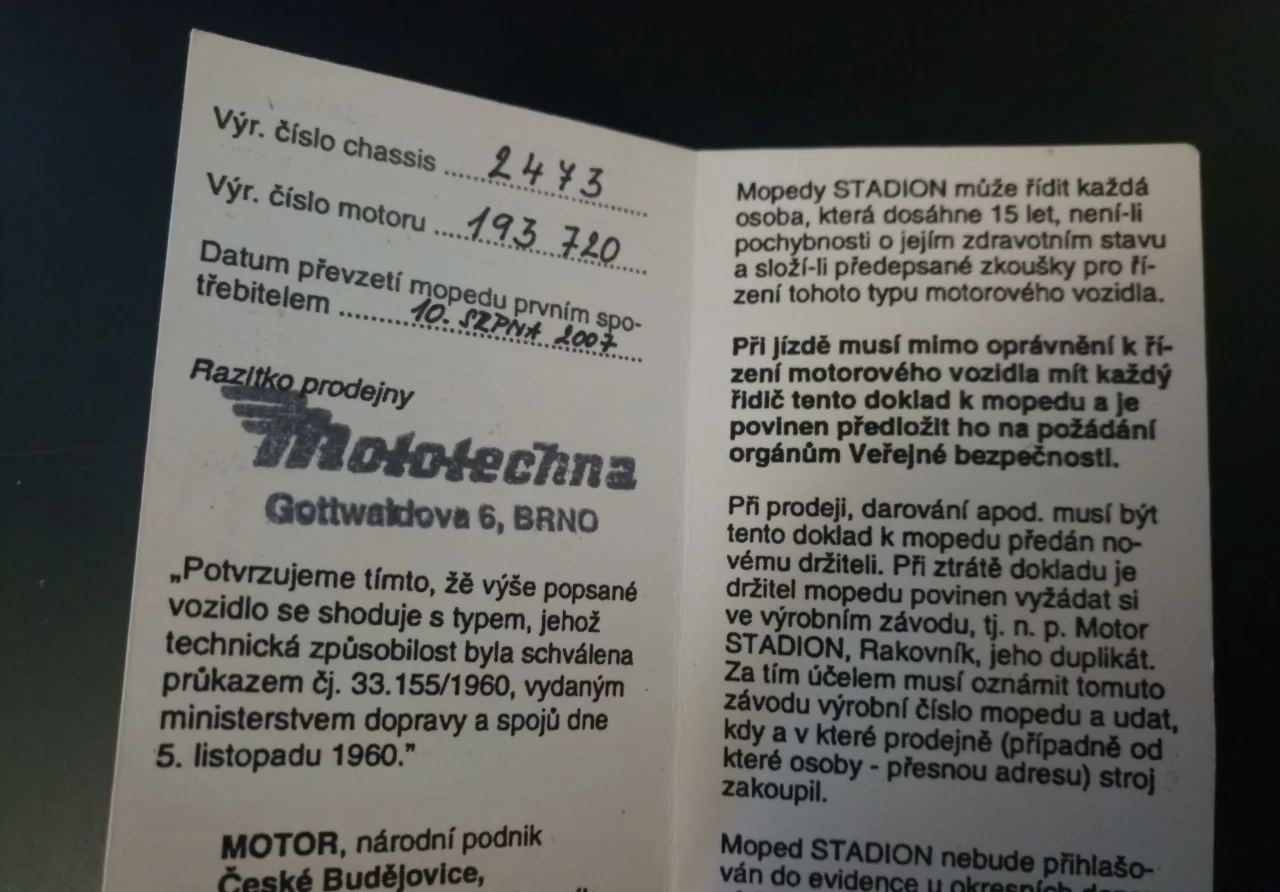 Výr. číslo chassis ........ 2473
Výr. číslo motoru ..... 193 720
Datum převzetí mopedu prvním spo-
třebitelem ........ 10. SRPNA 2007
Razítko prodejny
Mototechna
Gottwaldova 6, BRNO
„Potvrzujeme tímto, žě výše popsané
vozidlo se shoduje s typem, jehož
technická způsobilost byla schválena
průkazem čj. 33.155/1960, vydaným
ministerstvem dopravy a spojů dne
5. listopadu 1960.”
MOTOR, národní podnik
České Budějovice,
Mopedy STADION může řídit každá
osoba, která dosáhne 15 let, není-li
pochybnosti o jejím zdravotním stavu
a složí-li předepsané zkoušky pro ří-
zení tohoto typu motorového vozidla.
Při jízdě musí mimo oprávnění k ří-
zení motorového vozidla mít každý
řidič tento doklad k mopedu a je
povinen předložit ho na požádání
orgánům Veřejné bezpečnosti.
Při prodeji, darování apod. musí být
tento doklad k mopedu předán no-
vému držiteli. Při ztrátě dokladu je
držitel mopedu povinen vyžádat si
ve výrobním závodu, tj. n. p. Motor
STADION, Rakovník, jeho duplikát.
Za tím účelem musí oznámit tomuto
závodu výrobní číslo mopedu a udat,
kdy a v které prodejně (případně od
které osoby - přesnou adresu) stroj
zakoupil.
Moped STADION nebude přihlašo-
ván do evidence u okresních